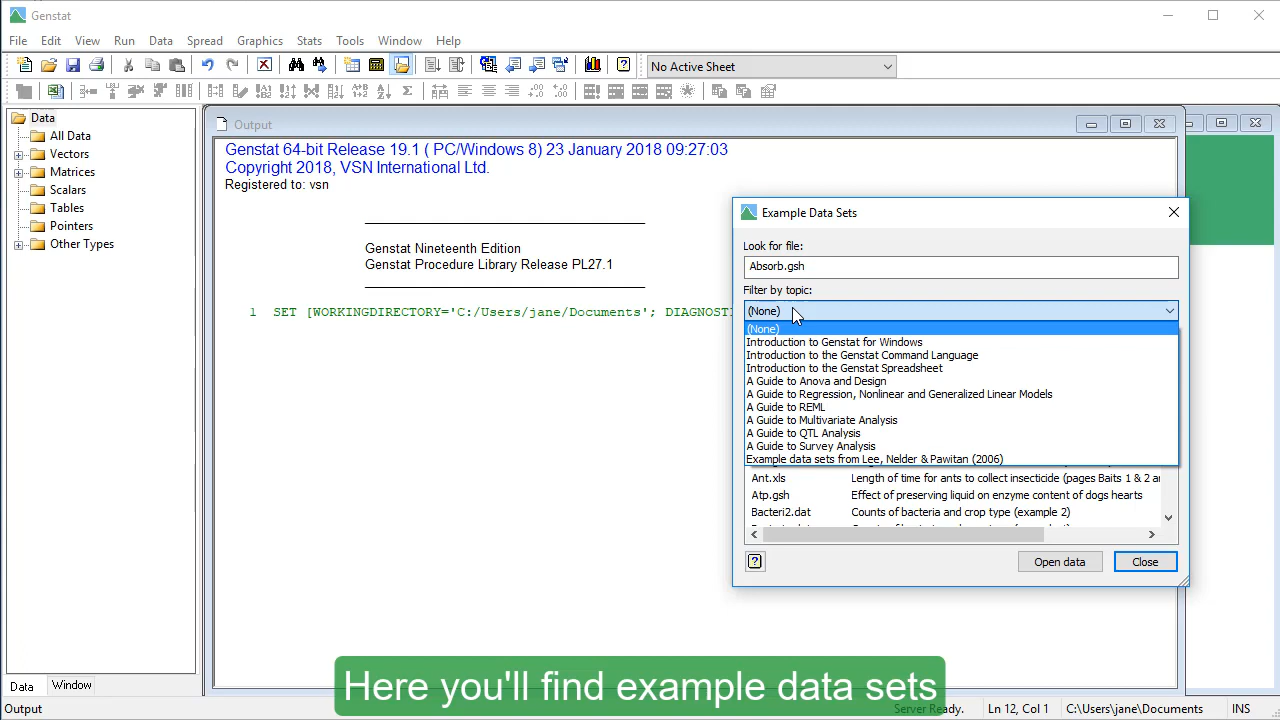 Genstat
File Edit View Run Data Spread Graphics Stats Tools Window Help
No Active Sheet
Data
All Data
Vectors
Matrices
Scalars
Tables
Pointers
Other Types
Data Window
Output
Genstat 64-bit Release 19.1 ( PC/Windows 8) 23 January 2018 09:27:03
Copyright 2018, VSN International Ltd.
Registered to: vsn
Genstat Nineteenth Edition
Genstat Procedure Library Release PL27.1
1 SET [WORKINGDIRECTORY='C:/Users/jane/Documents'; DIAGNOSTI
Example Data Sets
Look for file:
Absorb.gsh
Filter by topic:
(None)
(None)
Introduction to Genstat for Windows
Introduction to the Genstat Command Language
Introduction to the Genstat Spreadsheet
A Guide to Anova and Design
A Guide to Regression, Nonlinear and Generalized Linear Models
A Guide to REML
A Guide to Multivariate Analysis
A Guide to QTL Analysis
A Guide to Survey Analysis
Example data sets from Lee, Nelder & Pawitan (2006)
Ant.xls Length of time for ants to collect insecticide (pages Baits 1 & 2 a
Atp.gsh Effect of preserving liquid on enzyme content of dogs hearts
Bacteri2.dat Counts of bacteria and crop type (example 2)
Open data Close
Here you'll find example data sets
Output Server Ready. Ln 12, Col 1 C:\Users\jane\Documents INS